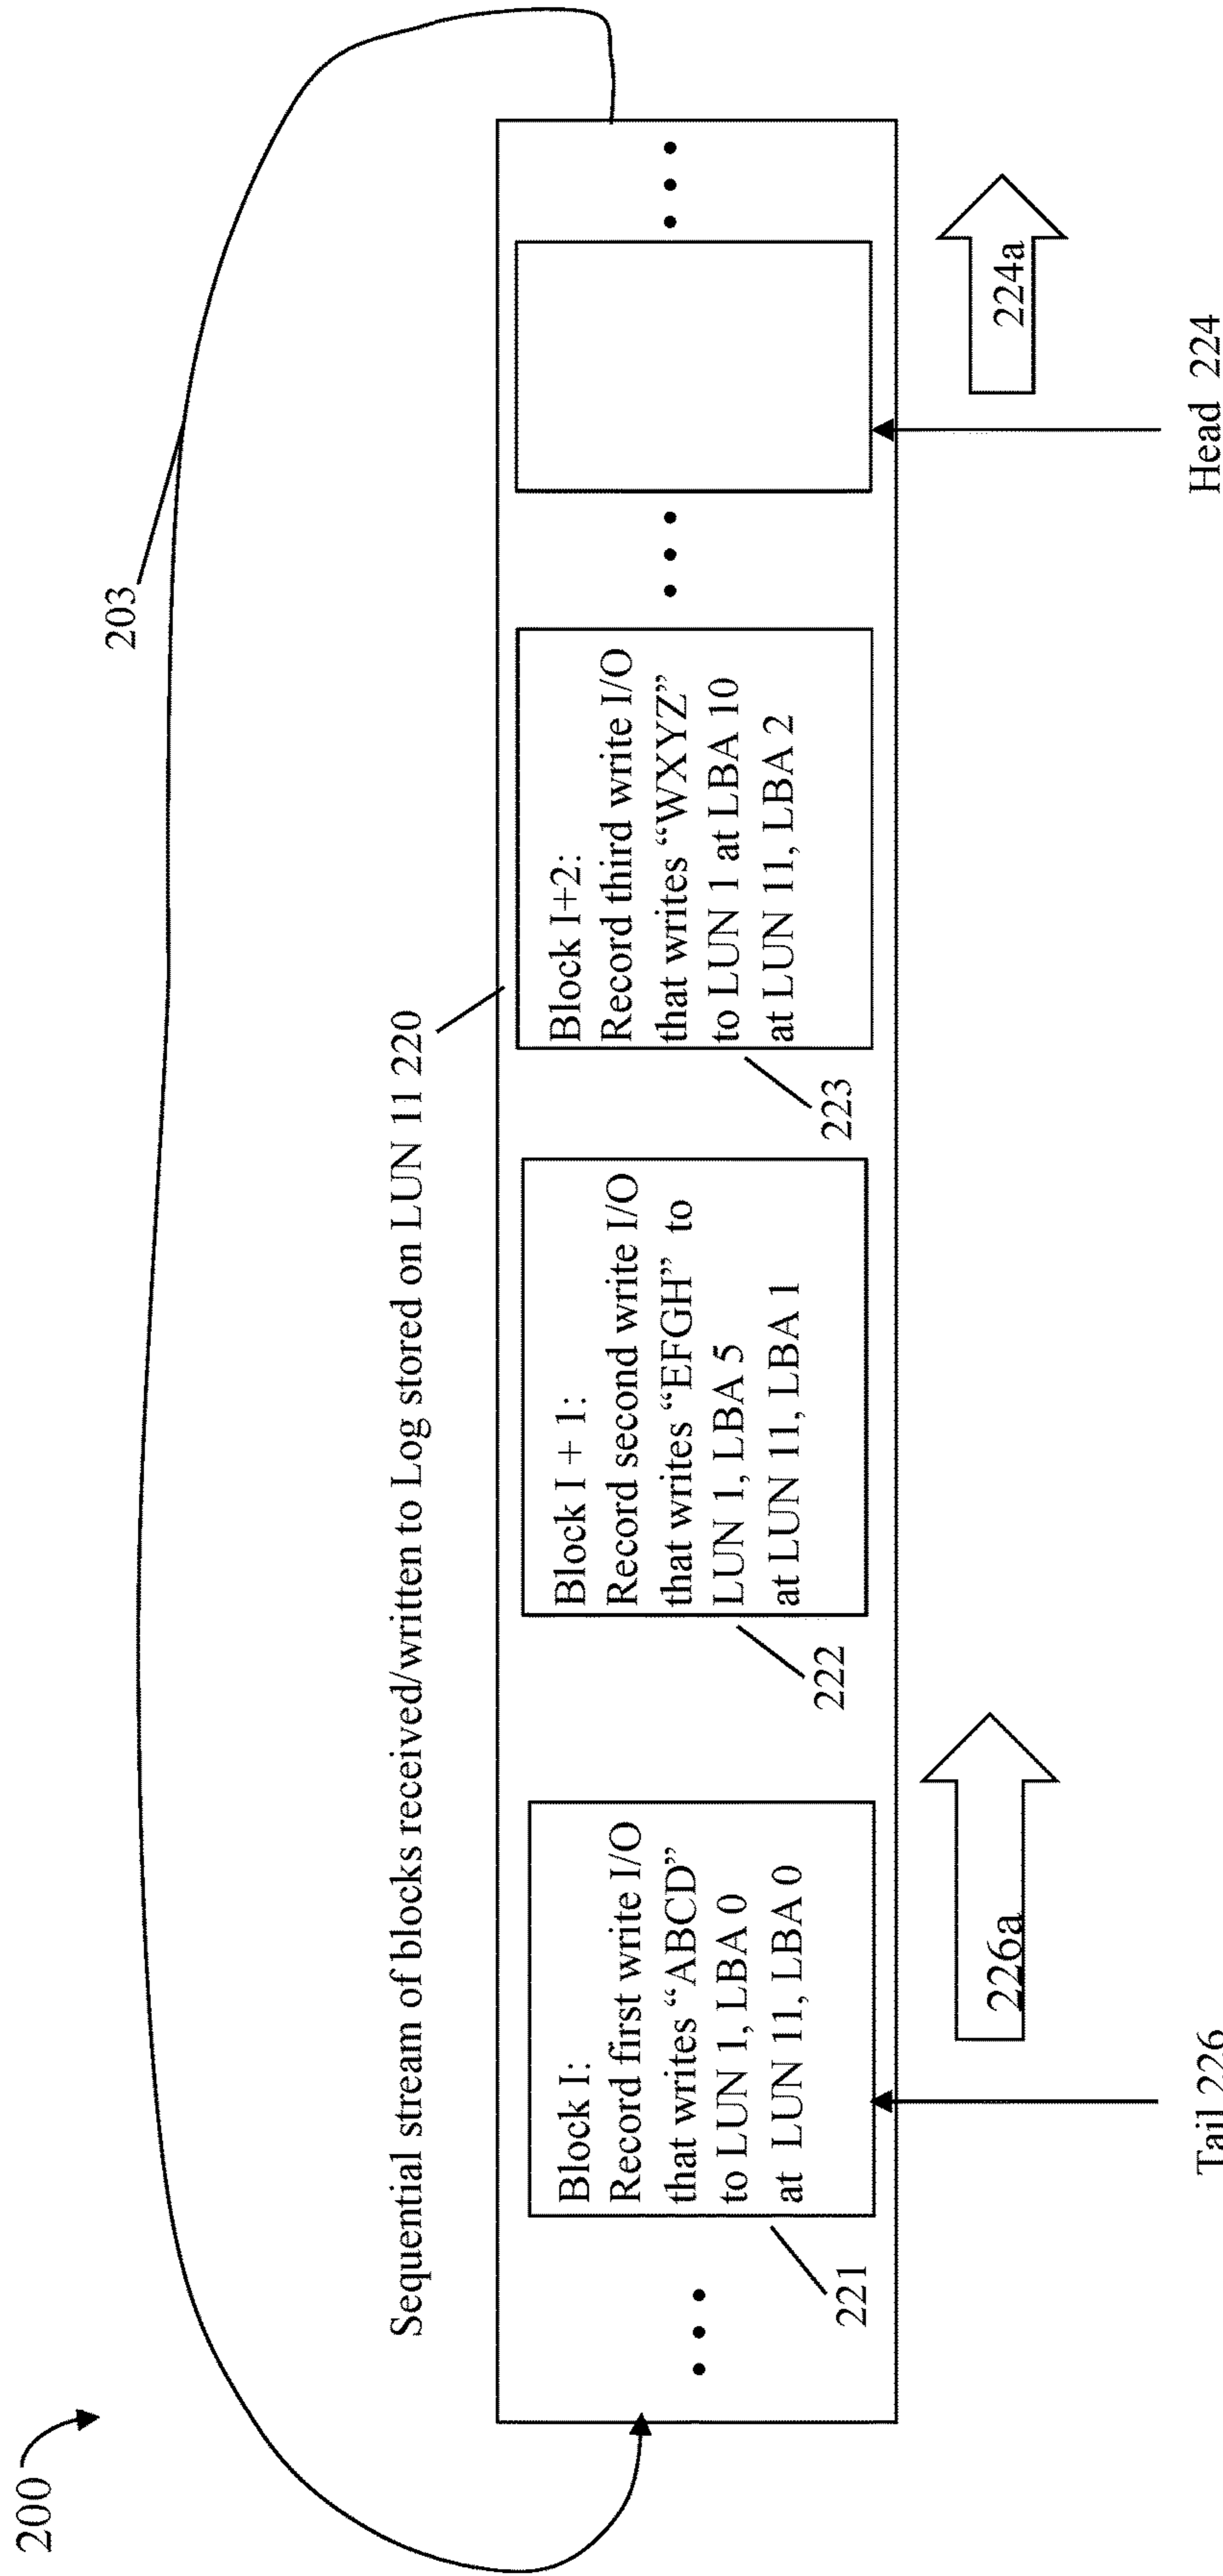 200
203
Sequential stream of blocks received/written to Log stored on LUN 11 220
Block I:
Record first write I/O
that writes “ABCD”
to LUN 1, LBA 0
at LUN 11, LBA 0
221
Block I + 1:
Record second write I/O
that writes “EFGH” to
LUN 1, LBA 5
at LUN 11, LBA 1
222
Block I+2:
Record third write I/O
that writes “WXYZ”
to LUN 1 at LBA 10
at LUN 11, LBA 2
223
226a
224a
Tail 226
Head 224